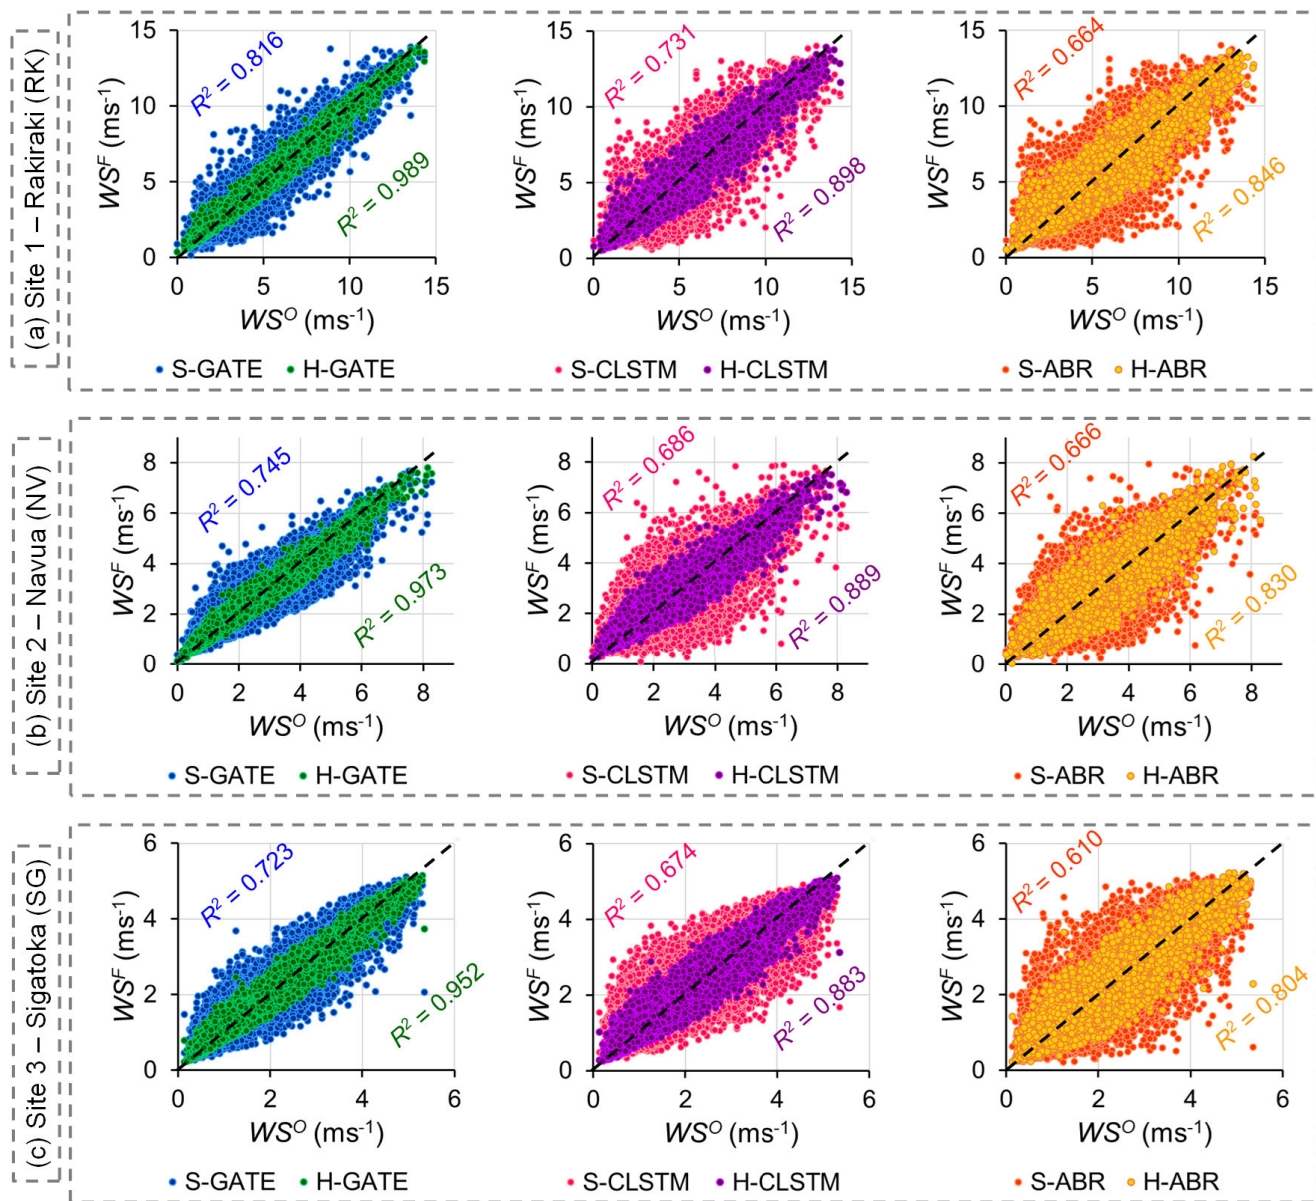 (a) Site 1 – Rakiraki (RK)
15
10
5
0
WS^F (ms^-1)
R² = 0.816
R² = 0.989
0 5 10 15
WS^O (ms^-1)
S-GATE H-GATE
15
10
5
0
WS^F (ms^-1)
R² = 0.731
R² = 0.898
0 5 10 15
WS^O (ms^-1)
S-CLSTM H-CLSTM
15
10
5
0
WS^F (ms^-1)
R² = 0.664
R² = 0.846
0 5 10 15
WS^O (ms^-1)
S-ABR H-ABR
(b) Site 2 – Navua (NV)
8
6
4
2
0
WS^F (ms^-1)
R² = 0.745
R² = 0.973
0 2 4 6 8
WS^O (ms^-1)
S-GATE H-GATE
8
6
4
2
0
WS^F (ms^-1)
R² = 0.686
R² = 0.889
0 2 4 6 8
WS^O (ms^-1)
S-CLSTM H-CLSTM
8
6
4
2
0
WS^F (ms^-1)
R² = 0.666
R² = 0.830
0 2 4 6 8
WS^O (ms^-1)
S-ABR H-ABR
(c) Site 3 – Sigatoka (SG)
6
4
2
0
WS^F (ms^-1)
R² = 0.723
R² = 0.952
0 2 4 6
WS^O (ms^-1)
S-GATE H-GATE
6
4
2
0
WS^F (ms^-1)
R² = 0.674
R² = 0.883
0 2 4 6
WS^O (ms^-1)
S-CLSTM H-CLSTM
6
4
2
0
WS^F (ms^-1)
R² = 0.610
R² = 0.804
0 2 4 6
WS^O (ms^-1)
S-ABR H-ABR